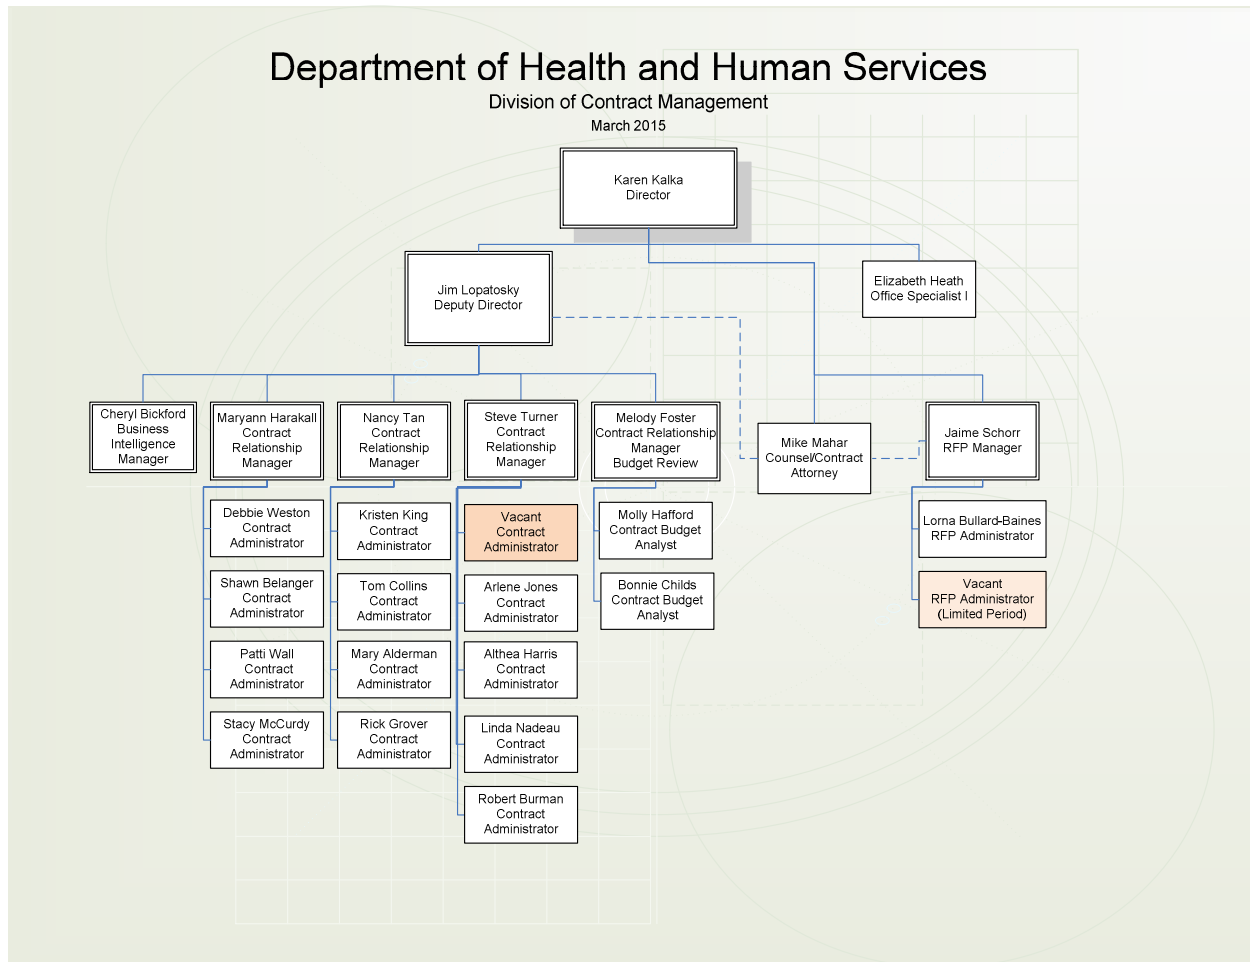 Department of Health and Human Services
Division of Contract Management
March 2015
Karen Kalka
Director
Jim Lopatosky
Deputy Director
Elizabeth Heath
Office Specialist I
Cheryl Bickford
Business
Intelligence
Manager
Maryann Harakall
Contract
Relationship
Manager
Nancy Tan
Contract
Relationship
Manager
Steve Turner
Contract
Relationship
Manager
Melody Foster
Contract Relationship
Manager
Budget Review
Mike Mahar
Counsel/Contract
Attorney
Jaime Schorr
RFP Manager
Debbie Weston
Contract
Administrator
Shawn Belanger
Contract
Administrator
Patti Wall
Contract
Administrator
Stacy McCurdy
Contract
Administrator
Kristen King
Contract
Administrator
Tom Collins
Contract
Administrator
Mary Alderman
Contract
Administrator
Rick Grover
Contract
Administrator
Vacant
Contract
Administrator
Arlene Jones
Contract
Administrator
Althea Harris
Contract
Administrator
Linda Nadeau
Contract
Administrator
Robert Burman
Contract
Administrator
Molly Hafford
Contract Budget
Analyst
Bonnie Childs
Contract Budget
Analyst
Lorna Bullard-Baines
RFP Administrator
Vacant
RFP Administrator
(Limited Period)